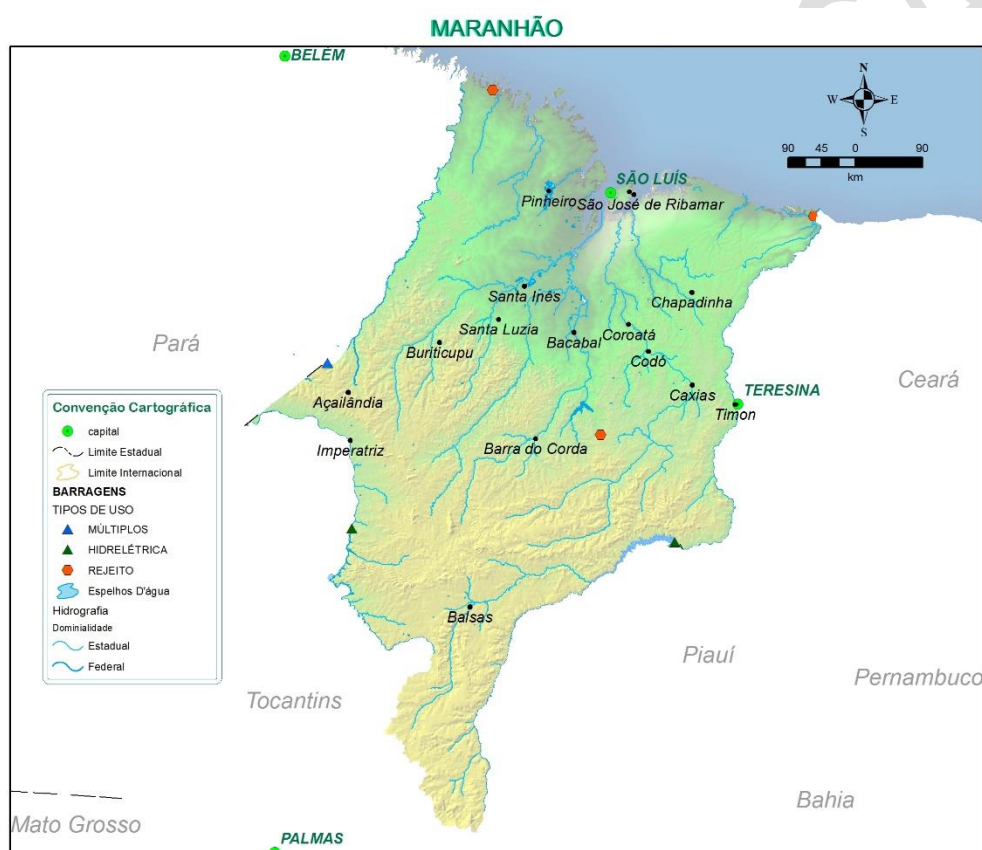 MARANHÃO
BELÉM
N
W
E
S
90 45 0 90
km
SÃO LUÍS
Pinheiro
São José de Ribamar
Santa Inés
Chapadinha
Santa Luzia
Coroatá
Bacabal
Buriticupu
Codó
Pará
Ceará
TERESINA
Caxias
Timon
Açailândia
Imperatriz
Barra do Corda
Convenção Cartográfica
capital
Limite Estadual
Limite Internacional
BARRAGENS
TIPOS DE USO
MÚLTIPLOS
HIDRELÉTRICA
REJEITO
Espelhos D'água
Hidrografia
Dominialidade
Estadual
Federal
Balsas
Piauí
Pernambuco
Tocantins
Bahia
Mato Grosso
PALMAS